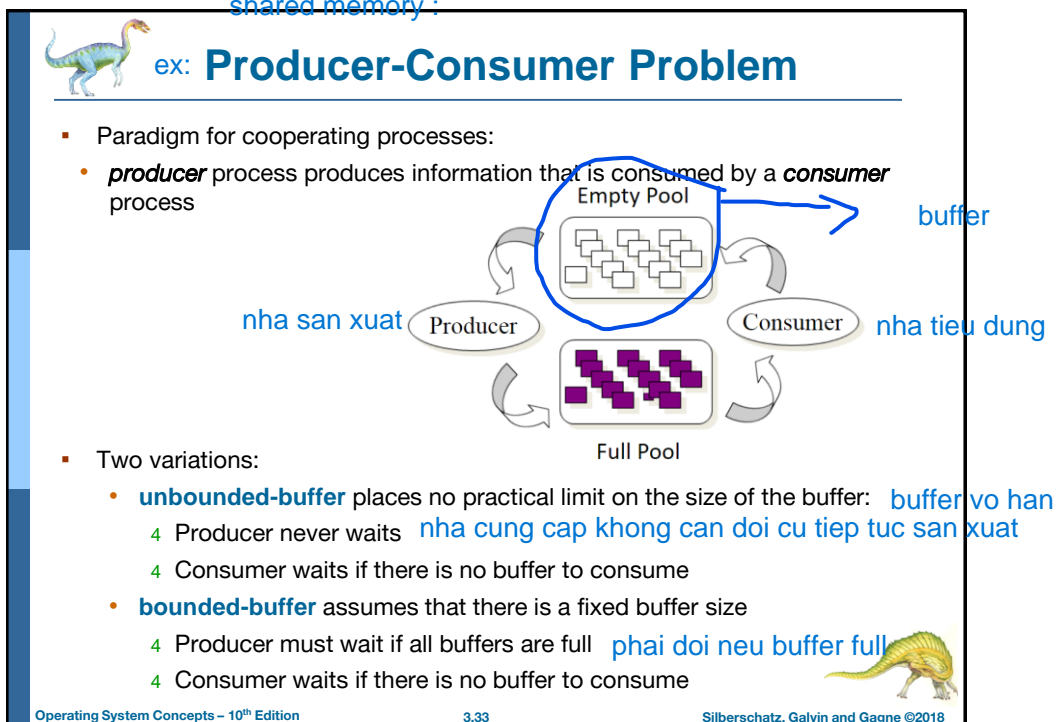 shared memory :
ex: Producer-Consumer Problem
▪ Paradigm for cooperating processes:
• producer process produces information that is consumed by a consumer
process
Empty Pool
buffer
nha san xuat
Producer
Consumer
nha tieu dung
Full Pool
▪ Two variations:
• unbounded-buffer places no practical limit on the size of the buffer: buffer vo han
4 Producer never waits nha cung cap khong can doi cu tiep tuc san xuat
4 Consumer waits if there is no buffer to consume
• bounded-buffer assumes that there is a fixed buffer size
4 Producer must wait if all buffers are full phai doi neu buffer full
4 Consumer waits if there is no buffer to consume
Operating System Concepts – 10th Edition 3.33 Silberschatz, Galvin and Gagne ©2018